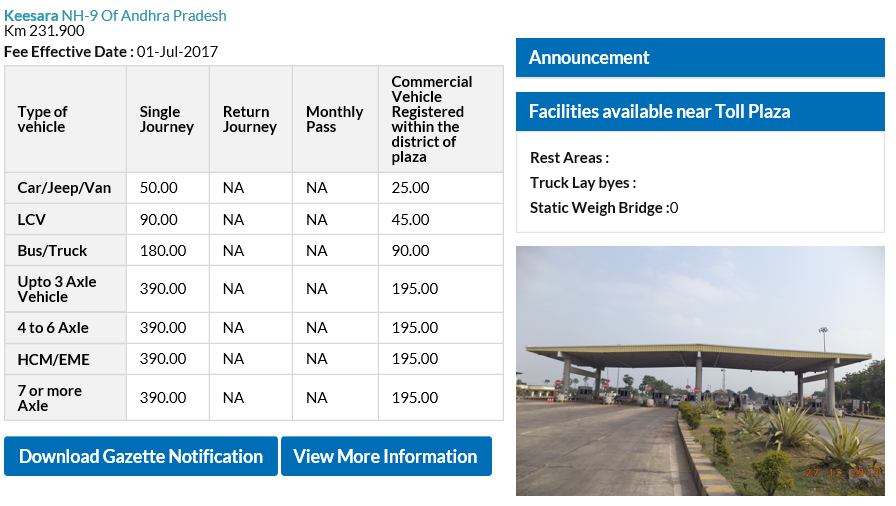 Keesara NH-9 Of Andhra Pradesh
Km 231.900
Fee Effective Date : 01-Jul-2017
Type of vehicle Single Journey Return Journey Monthly Pass Commercial Vehicle Registered within the district of plaza
Car/Jeep/Van 50.00 NA NA 25.00
LCV 90.00 NA NA 45.00
Bus/Truck 180.00 NA NA 90.00
Upto 3 Axle Vehicle 390.00 NA NA 195.00
4 to 6 Axle 390.00 NA NA 195.00
HCM/EME 390.00 NA NA 195.00
7 or more Axle 390.00 NA NA 195.00
Download Gazette Notification View More Information
Announcement
Facilities available near Toll Plaza
Rest Areas :
Truck Lay byes :
Static Weigh Bridge :0